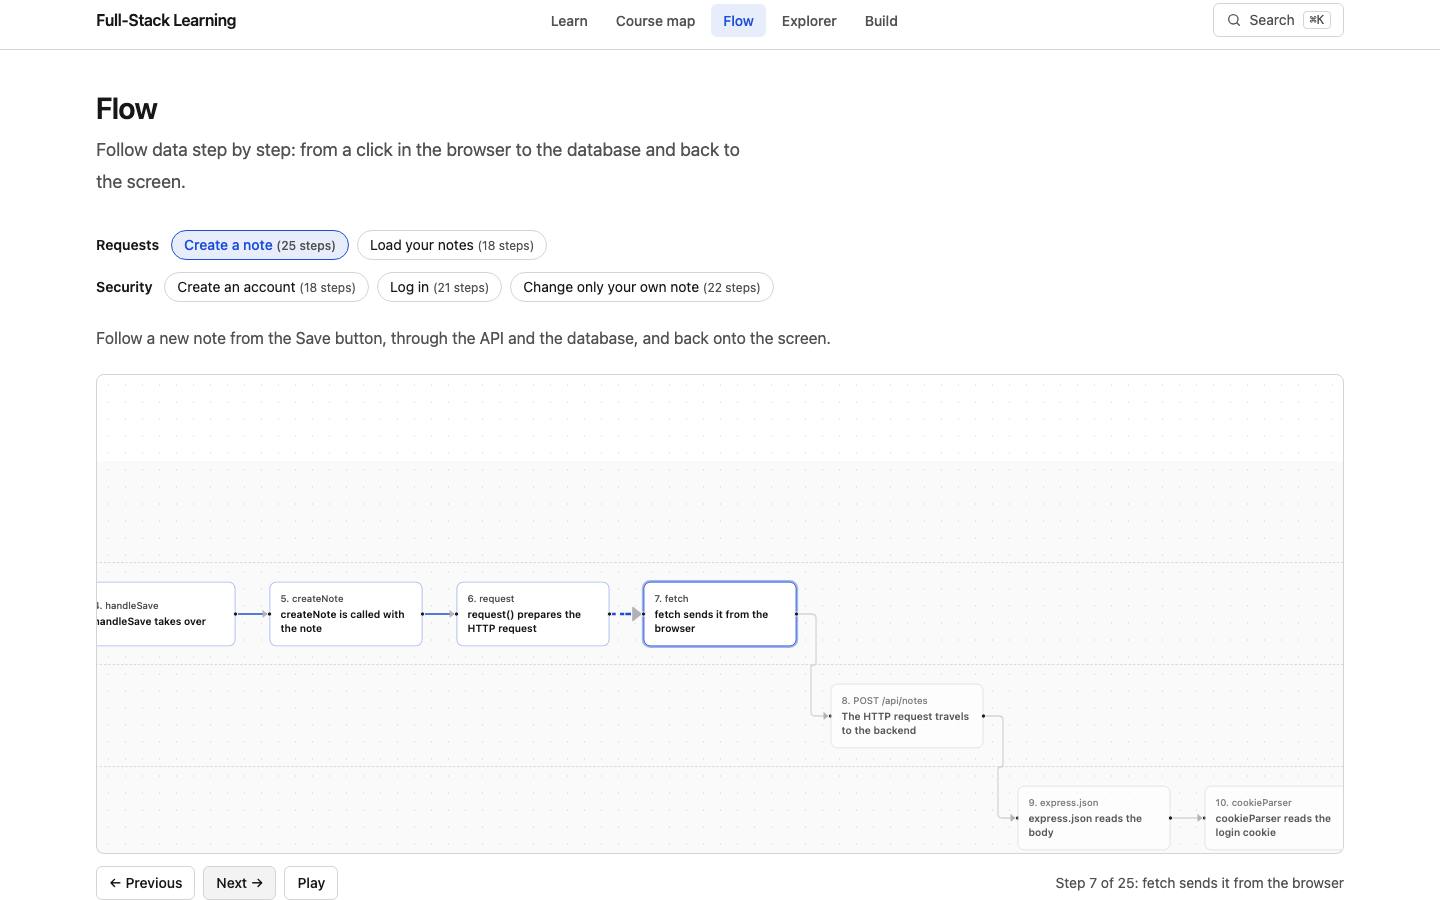 Full-Stack Learning
Learn
Course map
Flow
Explorer
Build
Search ⌘K
Flow
Follow data step by step: from a click in the browser to the database and back to
the screen.
Requests
Create a note (25 steps)
Load your notes (18 steps)
Security
Create an account (18 steps)
Log in (21 steps)
Change only your own note (22 steps)
Follow a new note from the Save button, through the API and the database, and back onto the screen.
4. handleSave
handleSave takes over
5. createNote
createNote is called with
the note
6. request
request() prepares the
HTTP request
7. fetch
fetch sends it from the
browser
8. POST /api/notes
The HTTP request travels
to the backend
9. express.json
express.json reads the
body
10. cookieParser
cookieParser reads the
login cookie
← Previous
Next →
Play
Step 7 of 25: fetch sends it from the browser